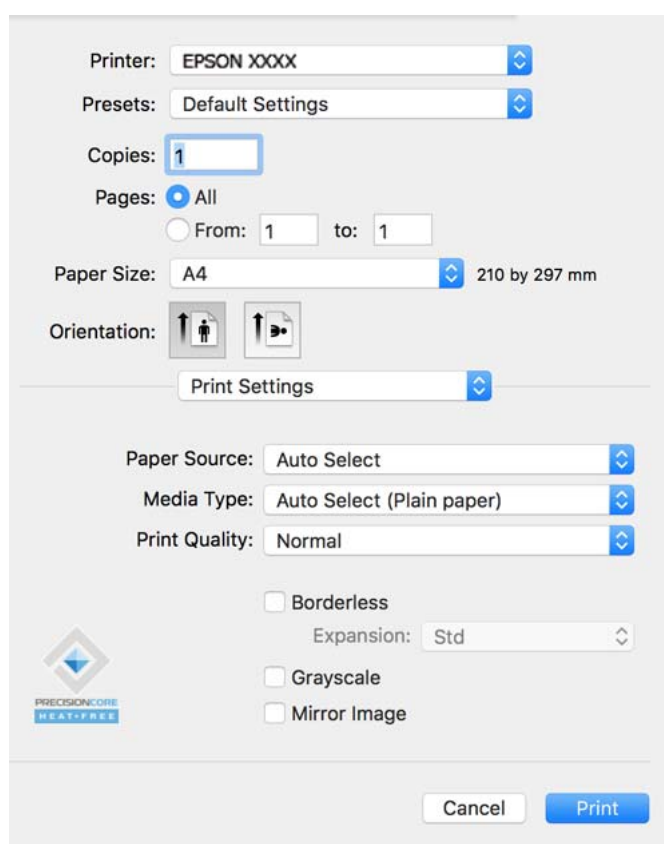 Printer: EPSON XXXX
Presets: Default Settings
Copies: 1
Pages: All
From: 1 to: 1
Paper Size: A4 210 by 297 mm
Orientation:
Print Settings
Paper Source: Auto Select
Media Type: Auto Select (Plain paper)
Print Quality: Normal
Borderless
Expansion: Std
Grayscale
Mirror Image
PRECISIONCORE
HEAT-FREE
Cancel Print